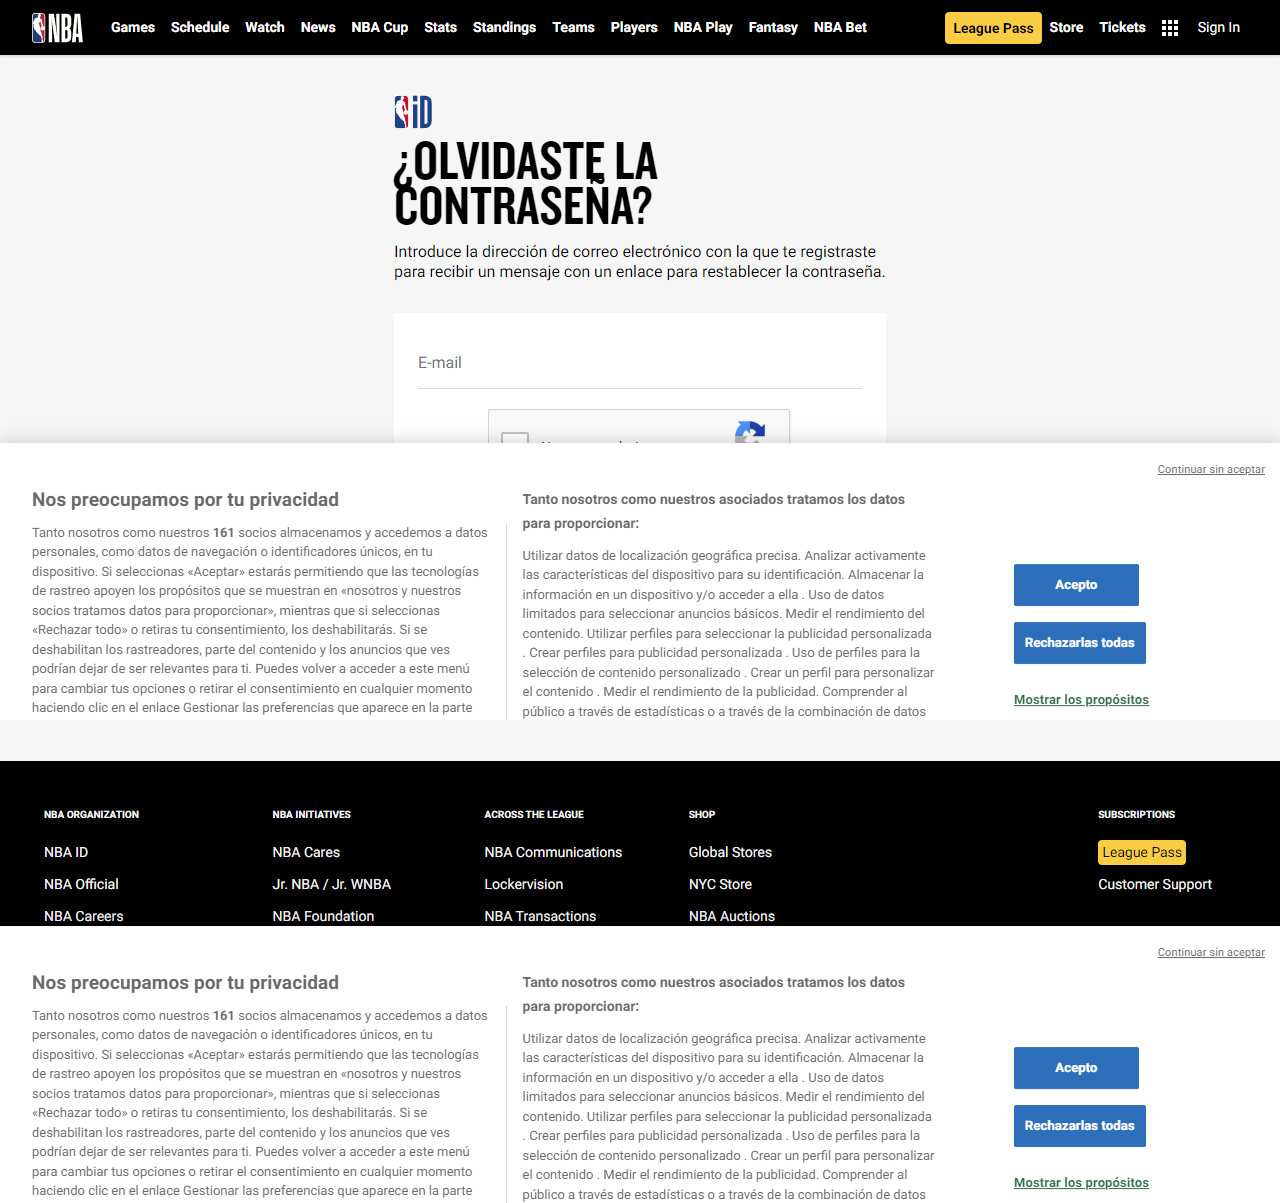 NBA Games Schedule Watch News NBA Cup Stats Standings Teams Players NBA Play Fantasy NBA Bet League Pass Store Tickets Sign In
iD
¿OLVIDASTE LA
CONTRASEÑA?
Introduce la dirección de correo electrónico con la que te registraste
para recibir un mensaje con un enlace para restablecer la contraseña.
E-mail
Continuar sin aceptar
Nos preocupamos por tu privacidad
Tanto nosotros como nuestros 161 socios almacenamos y accedemos a datos
personales, como datos de navegación o identificadores únicos, en tu
dispositivo. Si seleccionas «Aceptar» estarás permitiendo que las tecnologías
de rastreo apoyen los propósitos que se muestran en «nosotros y nuestros
socios tratamos datos para proporcionar», mientras que si seleccionas
«Rechazar todo» o retiras tu consentimiento, los deshabilitarás. Si se
deshabilitan los rastreadores, parte del contenido y los anuncios que ves
podrían dejar de ser relevantes para ti. Puedes volver a acceder a este menú
para cambiar tus opciones o retirar el consentimiento en cualquier momento
haciendo clic en el enlace Gestionar las preferencias que aparece en la parte
Tanto nosotros como nuestros asociados tratamos los datos
para proporcionar:
Utilizar datos de localización geográfica precisa. Analizar activamente
las características del dispositivo para su identificación. Almacenar la
información en un dispositivo y/o acceder a ella . Uso de datos
limitados para seleccionar anuncios básicos. Medir el rendimiento del
contenido. Utilizar perfiles para seleccionar la publicidad personalizada
. Crear perfiles para publicidad personalizada . Uso de perfiles para la
selección de contenido personalizado . Crear un perfil para personalizar
el contenido . Medir el rendimiento de la publicidad. Comprender al
público a través de estadísticas o a través de la combinación de datos
Acepto
Rechazarlas todas
Mostrar los propósitos
NBA ORGANIZATION
NBA ID
NBA Official
NBA Careers
NBA INITIATIVES
NBA Cares
Jr. NBA / Jr. WNBA
NBA Foundation
ACROSS THE LEAGUE
NBA Communications
Lockervision
NBA Transactions
SHOP
Global Stores
NYC Store
NBA Auctions
SUBSCRIPTIONS
League Pass
Customer Support
Continuar sin aceptar
Nos preocupamos por tu privacidad
Tanto nosotros como nuestros 161 socios almacenamos y accedemos a datos
personales, como datos de navegación o identificadores únicos, en tu
dispositivo. Si seleccionas «Aceptar» estarás permitiendo que las tecnologías
de rastreo apoyen los propósitos que se muestran en «nosotros y nuestros
socios tratamos datos para proporcionar», mientras que si seleccionas
«Rechazar todo» o retiras tu consentimiento, los deshabilitarás. Si se
deshabilitan los rastreadores, parte del contenido y los anuncios que ves
podrían dejar de ser relevantes para ti. Puedes volver a acceder a este menú
para cambiar tus opciones o retirar el consentimiento en cualquier momento
haciendo clic en el enlace Gestionar las preferencias que aparece en la parte
Tanto nosotros como nuestros asociados tratamos los datos
para proporcionar:
Utilizar datos de localización geográfica precisa. Analizar activamente
las características del dispositivo para su identificación. Almacenar la
información en un dispositivo y/o acceder a ella . Uso de datos
limitados para seleccionar anuncios básicos. Medir el rendimiento del
contenido. Utilizar perfiles para seleccionar la publicidad personalizada
. Crear perfiles para publicidad personalizada . Uso de perfiles para la
selección de contenido personalizado . Crear un perfil para personalizar
el contenido . Medir el rendimiento de la publicidad. Comprender al
público a través de estadísticas o a través de la combinación de datos
Acepto
Rechazarlas todas
Mostrar los propósitos